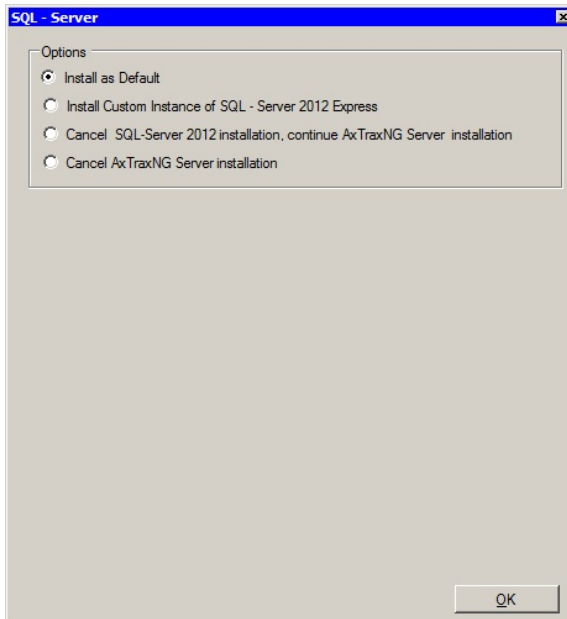 SQL - Server
Options
Install as Default
Install Custom Instance of SQL - Server 2012 Express
Cancel SQL-Server 2012 installation, continue AxTraxNG Server installation
Cancel AxTraxNG Server installation
OK